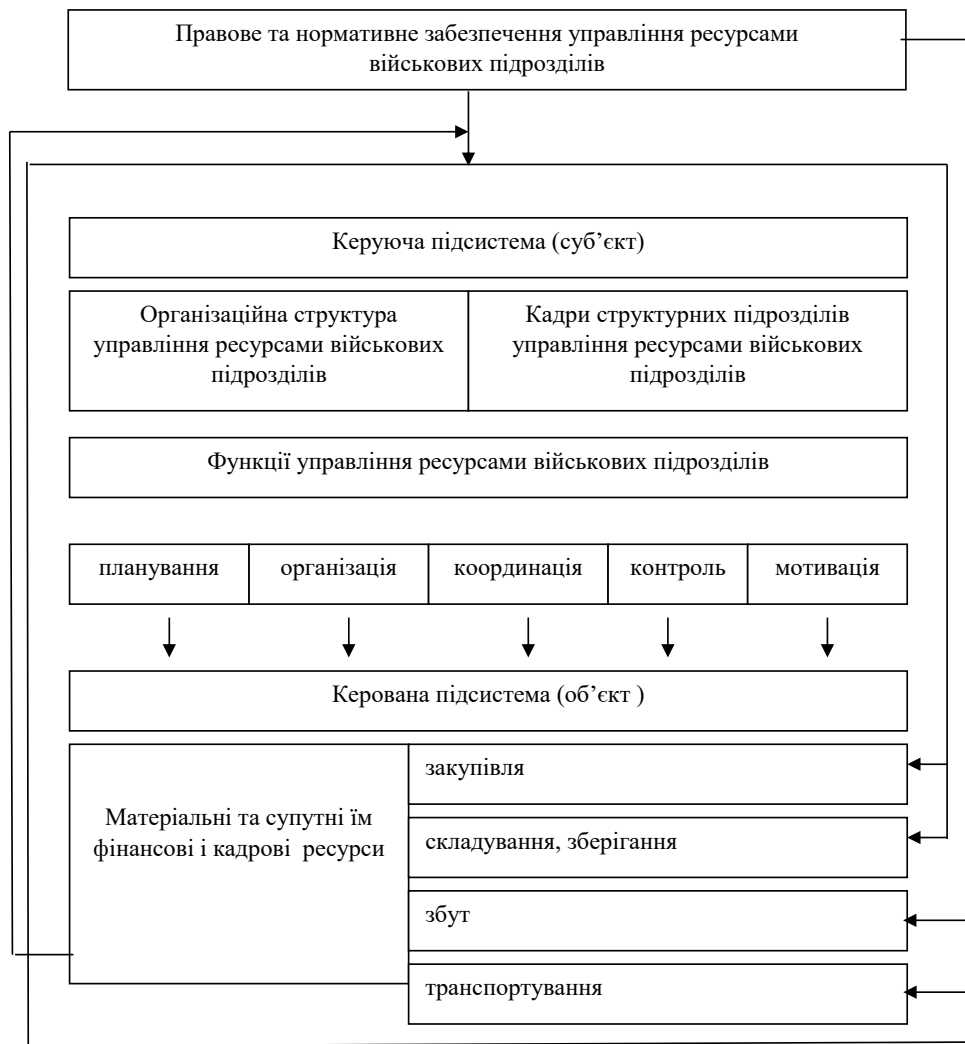 Правове та нормативне забезпечення управління ресурсами
військових підрозділів
Керуюча підсистема (суб’єкт)
Організаційна структура
управління ресурсами військових
підрозділів
Кадри структурних підрозділів
управління ресурсами військових
підрозділів
Функції управління ресурсами військових підрозділів
планування
організація
координація
контроль
мотивація
Керована підсистема (об’єкт )
Матеріальні та супутні їм
фінансові і кадрові ресурси
закупівля
складування, зберігання
збут
транспортування